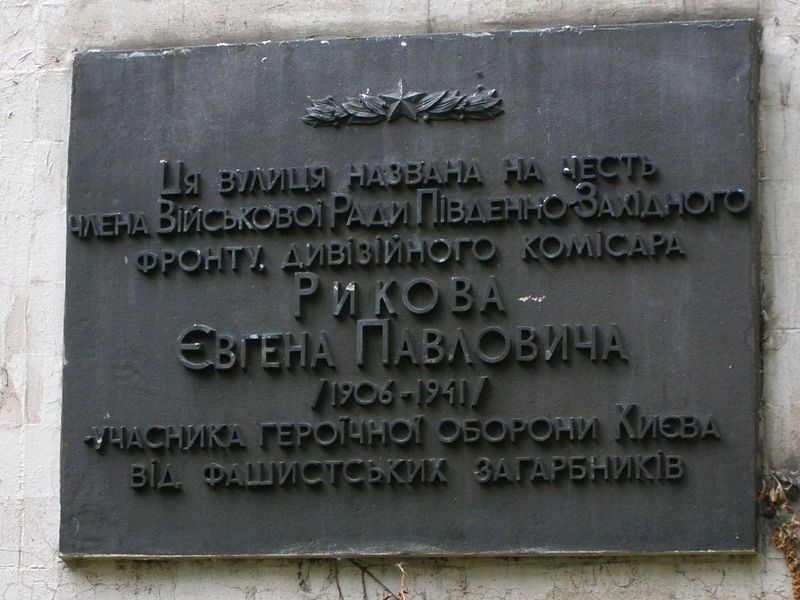 Ця вулиця названа на честь
члена Військової Ради Південно-Західного
фронту, дивізійного комісара
Рикова
Євгена Павловича
/1906-1941/
-учасника героїчної оборони Києва
від фашистських загарбників